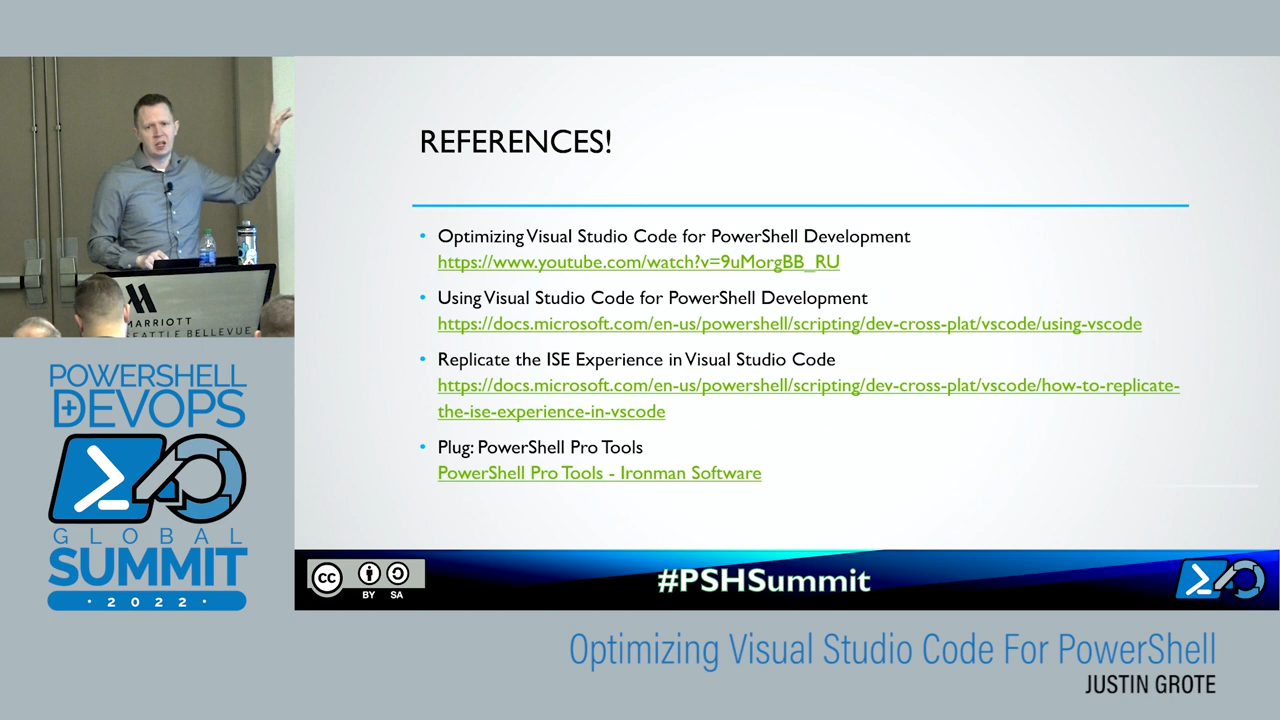 REFERENCES!
• Optimizing Visual Studio Code for PowerShell Development
https://www.youtube.com/watch?v=9uMorgBB_RU
• Using Visual Studio Code for PowerShell Development
https://docs.microsoft.com/en-us/powershell/scripting/dev-cross-plat/vscode/using-vscode
• Replicate the ISE Experience in Visual Studio Code
https://docs.microsoft.com/en-us/powershell/scripting/dev-cross-plat/vscode/how-to-replicate-
the-ise-experience-in-vscode
• Plug: PowerShell Pro Tools
PowerShell Pro Tools - Ironman Software
MARRIOTT
SEATTLE BELLEVUE
POWERSHELL
DEVOPS
GLOBAL
SUMMIT
· 2022 ·
CC
BY SA
#PSHSummit
Optimizing Visual Studio Code For PowerShell
JUSTIN GROTE